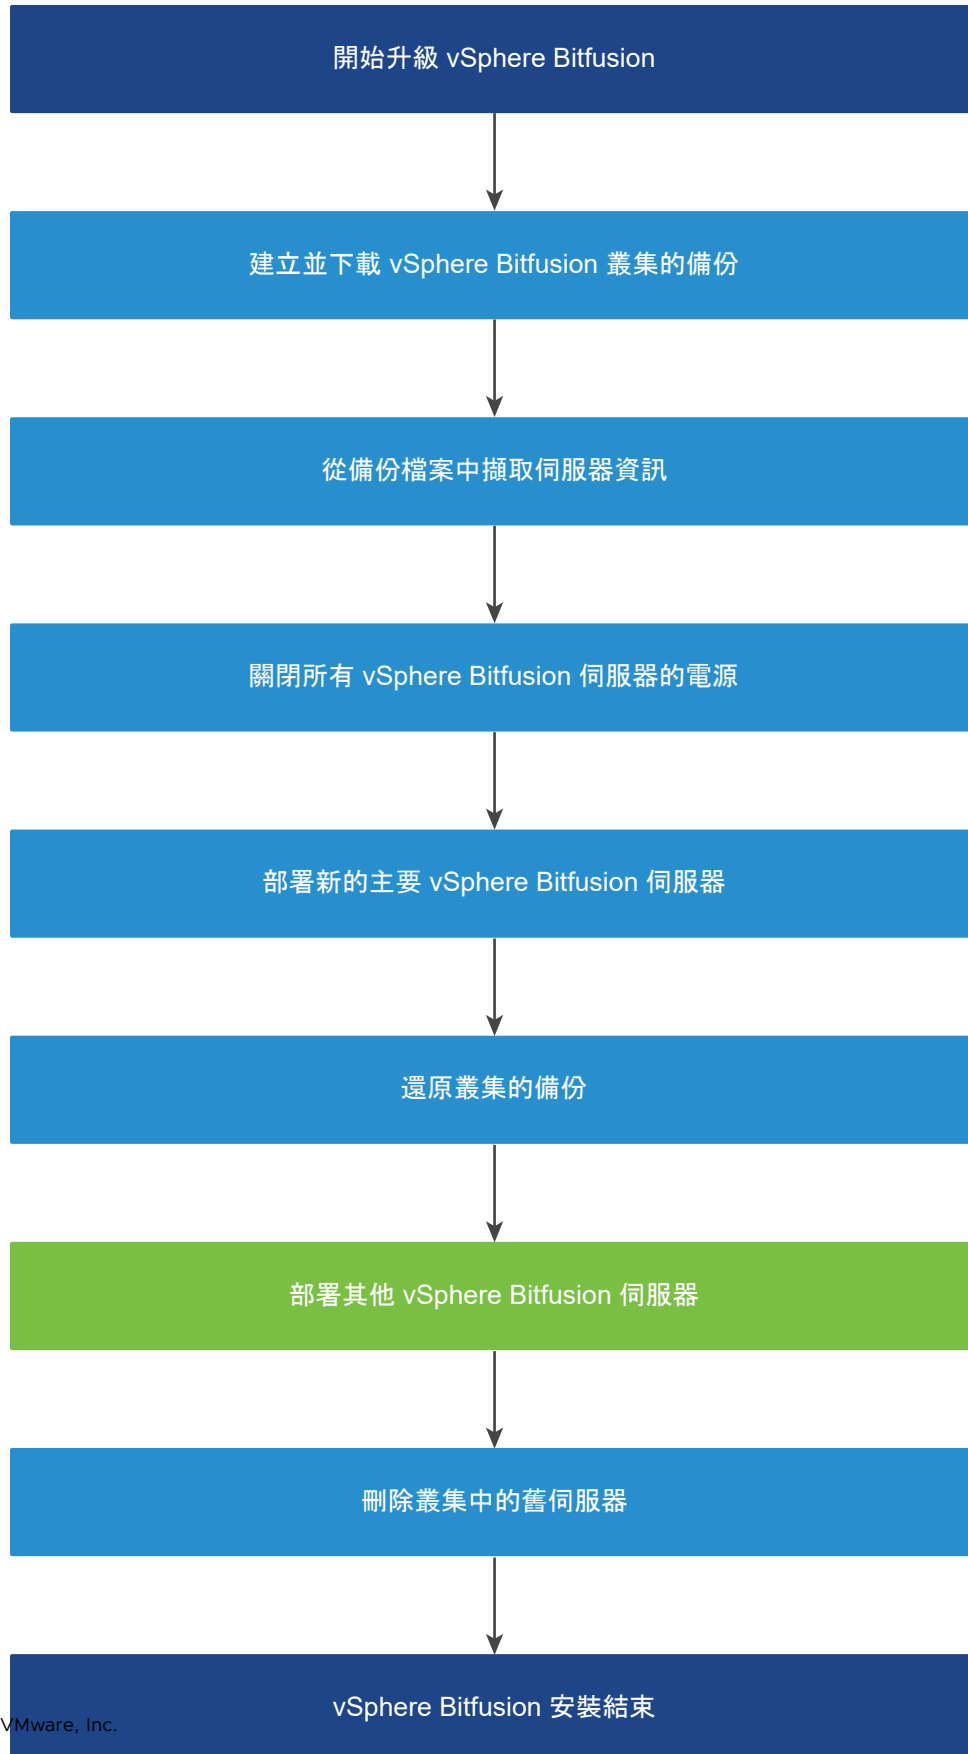 開始升級 vSphere Bitfusion
建立並下載 vSphere Bitfusion 叢集的備份
從備份檔案中擷取伺服器資訊
關閉所有 vSphere Bitfusion 伺服器的電源
部署新的主要 vSphere Bitfusion 伺服器
還原叢集的備份
部署其他 vSphere Bitfusion 伺服器
刪除叢集中的舊伺服器
vSphere Bitfusion 安裝結束
VMware, Inc.